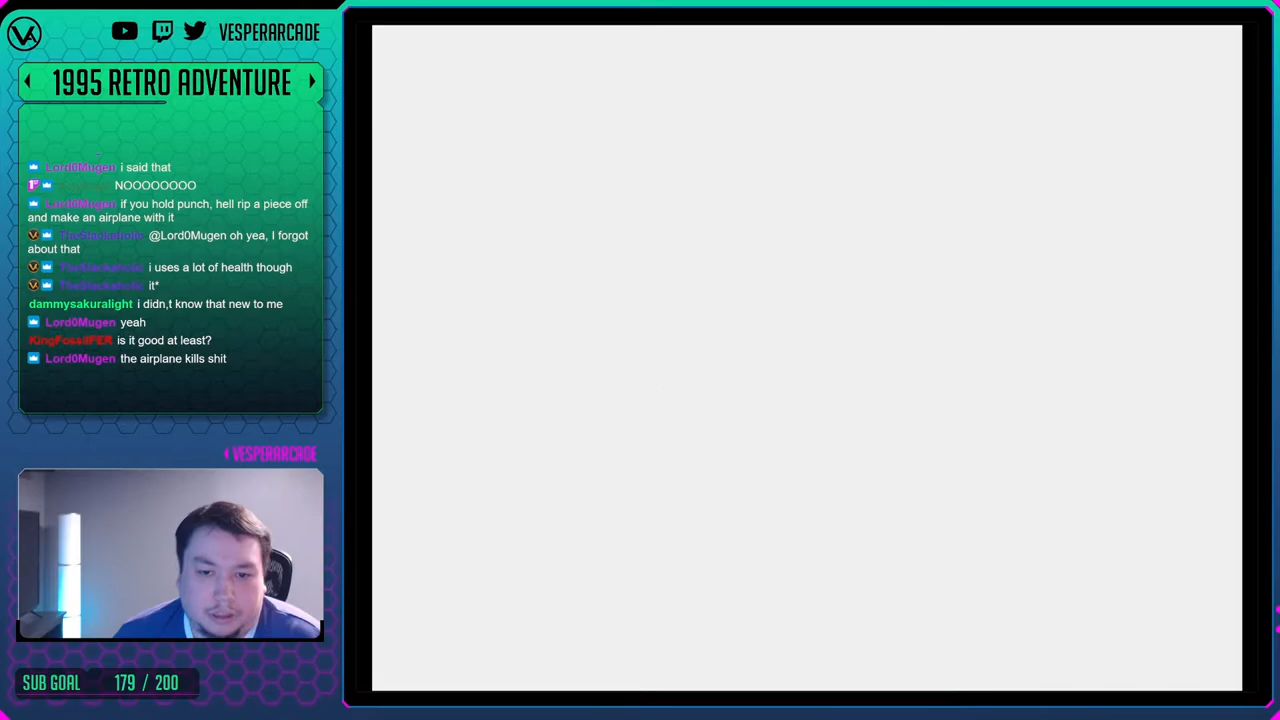 VESPERARCADE
1995 RETRO ADVENTURE
Lord0Mugen i said that
NOOOOOOOO
Lord0Mugen if you hold punch, hell rip a piece off
and make an airplane with it
TheSlackaholic @Lord0Mugen oh yea, I forgot
about that
TheSlackaholic i uses a lot of health though
TheSlackaholic it*
dammysakuralight i didn,t know that new to me
Lord0Mugen yeah
is it good at least?
Lord0Mugen the airplane kills shit
VESPERARCADE
SUB GOAL 179 / 200